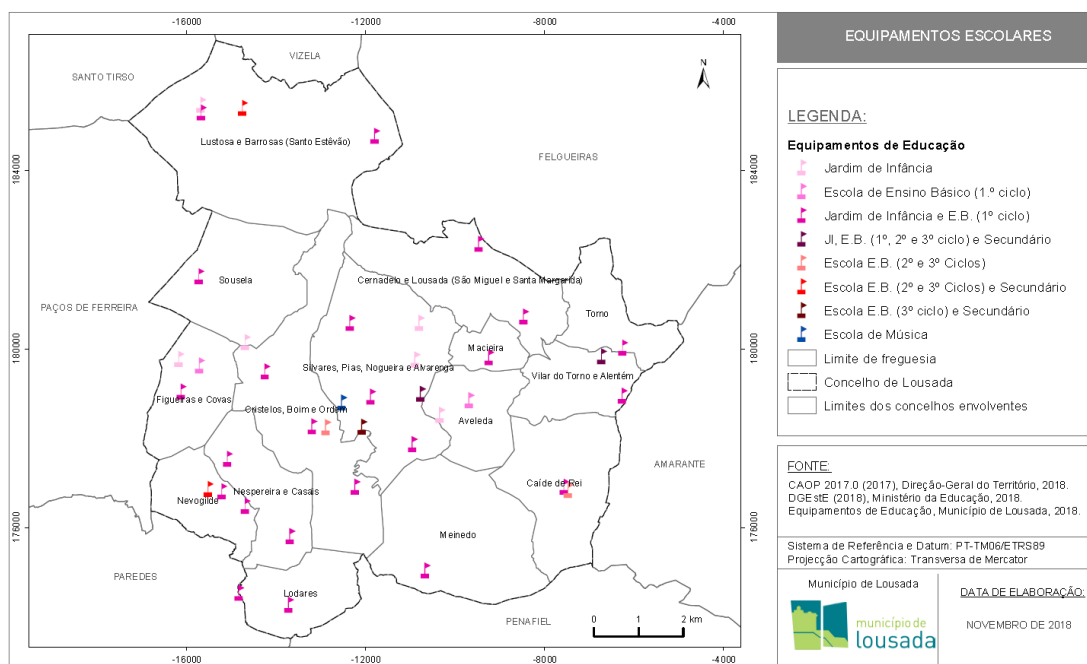 -16000
-12000
-8000
-4000
EQUIPAMENTOS ESCOLARES
VIZELA
SANTO TIRSO
N
Lustosa e Barrosas (Santo Estêvão)
FELGUEIRAS
184000
184000
Cernadelo e Lousada (São Miguel e Santa Margarida)
Sousela
PAÇOS DE FERREIRA
Torno
180000
180000
Macieira
Silvares, Pias, Nogueira e Alvarenga
Vilar do Torno e Alentém
Figueiras e Covas
Cristelos, Boim e Ordem
Aveleda
AMARANTE
Caíde de Rei
Nespereira e Casais
Nevogilde
176000
176000
Meinedo
PAREDES
Lodares
0 1 2 km
PENAFIEL
-16000
-12000
-8000
-4000
LEGENDA:
Equipamentos de Educação
Jardim de Infância
Escola de Ensino Básico (1.º ciclo)
Jardim de Infância e E.B. (1º ciclo)
JI, E.B. (1º, 2º e 3º ciclo) e Secundário
Escola E.B. (2º e 3º Ciclos)
Escola E.B. (2º e 3º Ciclos) e Secundário
Escola E.B. (3º ciclo) e Secundário
Escola de Música
Limite de freguesia
Concelho de Lousada
Limites dos concelhos envolventes
FONTE:
CAOP 2017.0 (2017), Direção-Geral do Território, 2018.
DGEstE (2018), Ministério da Educação, 2018.
Equipamentos de Educação, Município de Lousada, 2018.
Sistema de Referência e Datum: PT-TM06/ETRS89
Projecção Cartográfica: Transversa de Mercator
Município de Lousada
município de
lousada
DATA DE ELABORAÇÃO:
NOVEMBRO DE 2018